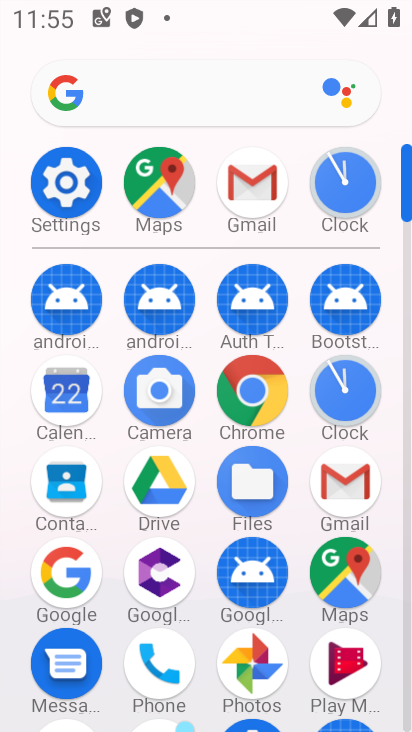 11:55
Settings Maps Gmail Clock
androi... androi... Auth T... Bootst...
22
Calen... Camera Chrome Clock
Conta... Drive Files Gmail
Google Googl... Googl... Maps
Messa... Phone Photos Play M...